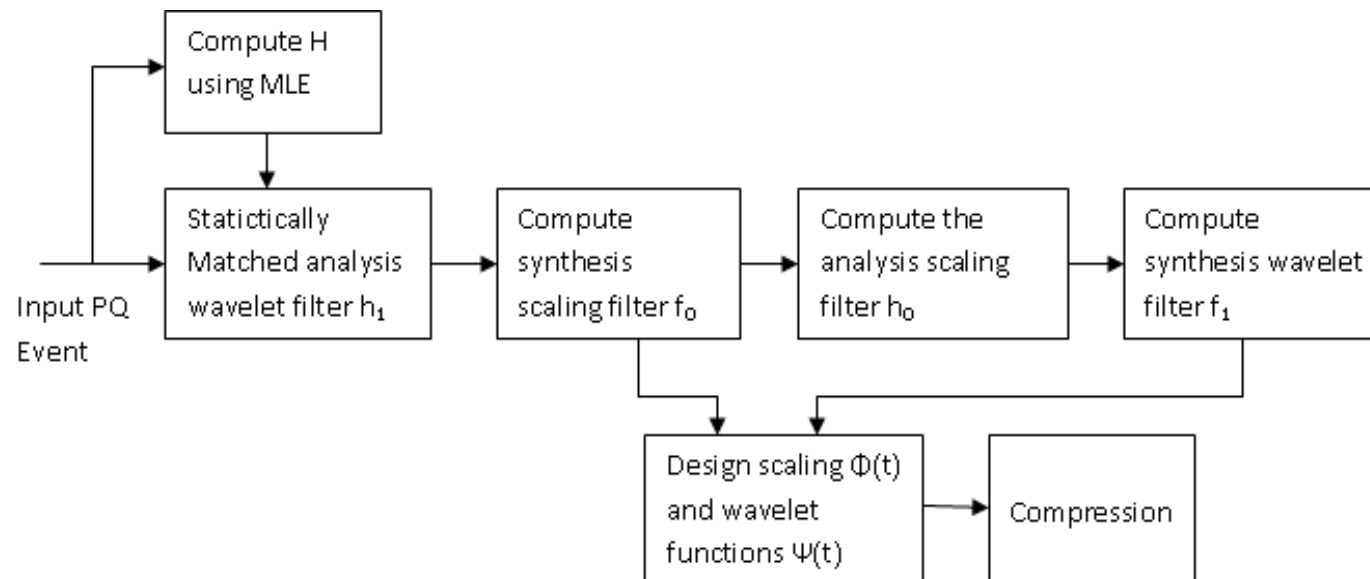 Compute H
using MLE
Statictically
Matched analysis
wavelet filter h₁
Compute
synthesis
scaling filter f₀
Compute the
analysis scaling
filter h₀
Compute
synthesis wavelet
filter f₁
Input PQ
Event
Design scaling Φ(t)
and wavelet
functions Ψ(t)
Compression